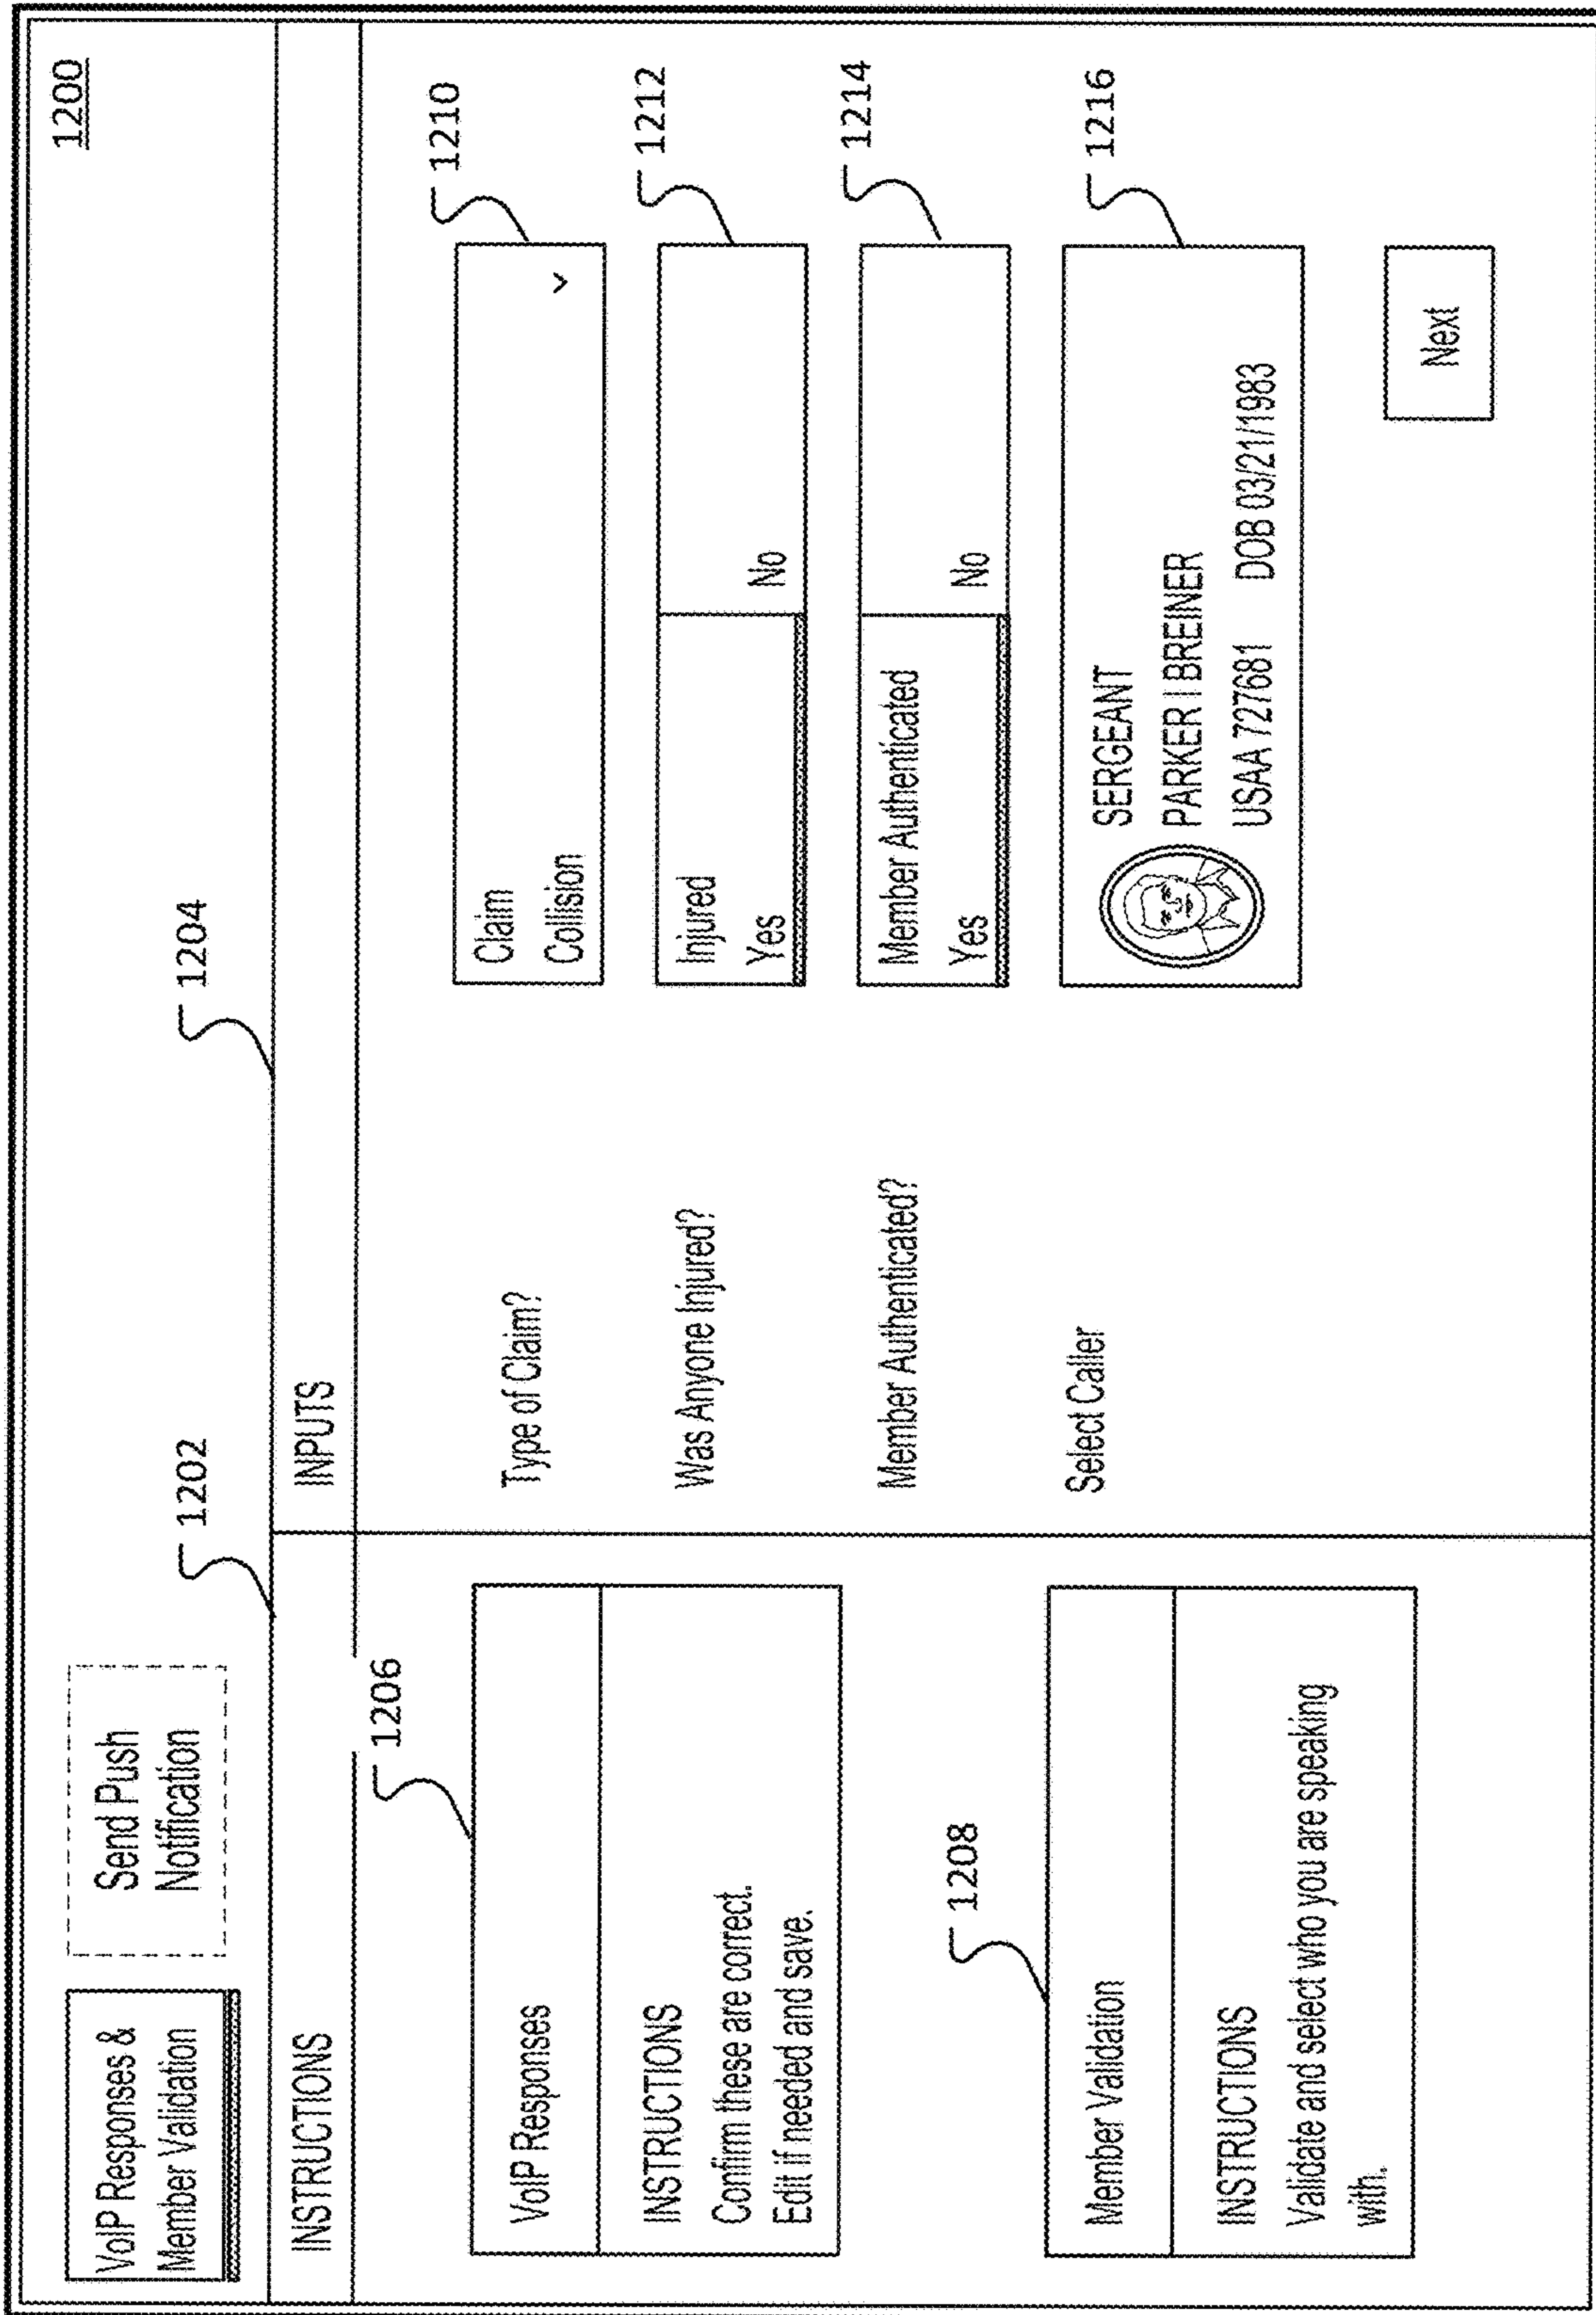 1200
VoIP Responses &
Member Validation
Send Push
Notification
1202
1204
INSTRUCTIONS
INPUTS
1206
VoIP Responses
INSTRUCTIONS
Confirm these are correct.
Edit if needed and save.
1208
Member Validation
INSTRUCTIONS
Validate and select who you are speaking
with.
Type of Claim?
Claim
Collision
1210
Was Anyone Injured?
Injured
Yes No
1212
Member Authenticated?
Member Authenticated
Yes No
1214
Select Caller
SERGEANT
PARKER I BREINER
USAA 727681 DOB 03/21/1983
1216
Next